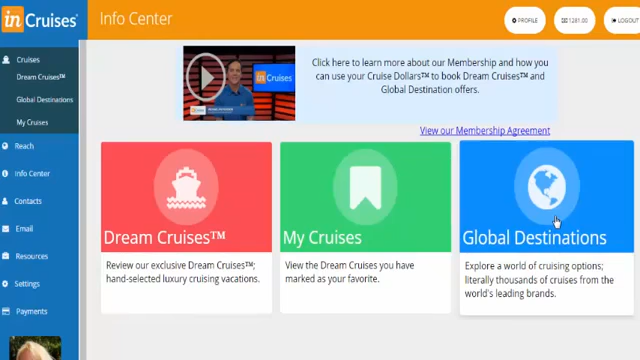 inCruises®
Info Center
PROFILE
1281.00
LOGOUT
Cruises
Dream Cruises™
Global Destinations
My Cruises
Reach
Info Center
Contacts
Email
Resources
Settings
Payments
inCruises
Click here to learn more about our Membership and how you
can use your Cruise Dollars™ to book Dream Cruises™ and
Global Destination offers.
View our Membership Agreement
Dream Cruises™
Review our exclusive Dream Cruises™;
hand-selected luxury cruising vacations.
My Cruises
View the Dream Cruises you have
marked as your favorite.
Global Destinations
Explore a world of cruising options;
literally thousands of cruises from the
world's leading brands.